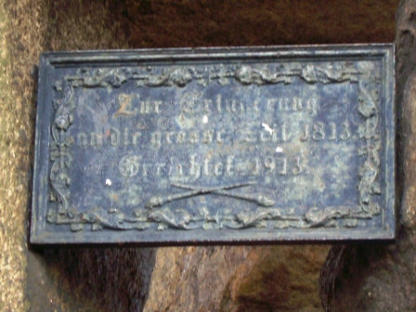 Zur Erinnerung
an die grosse Zeit 1813.
Errichtet 1913.